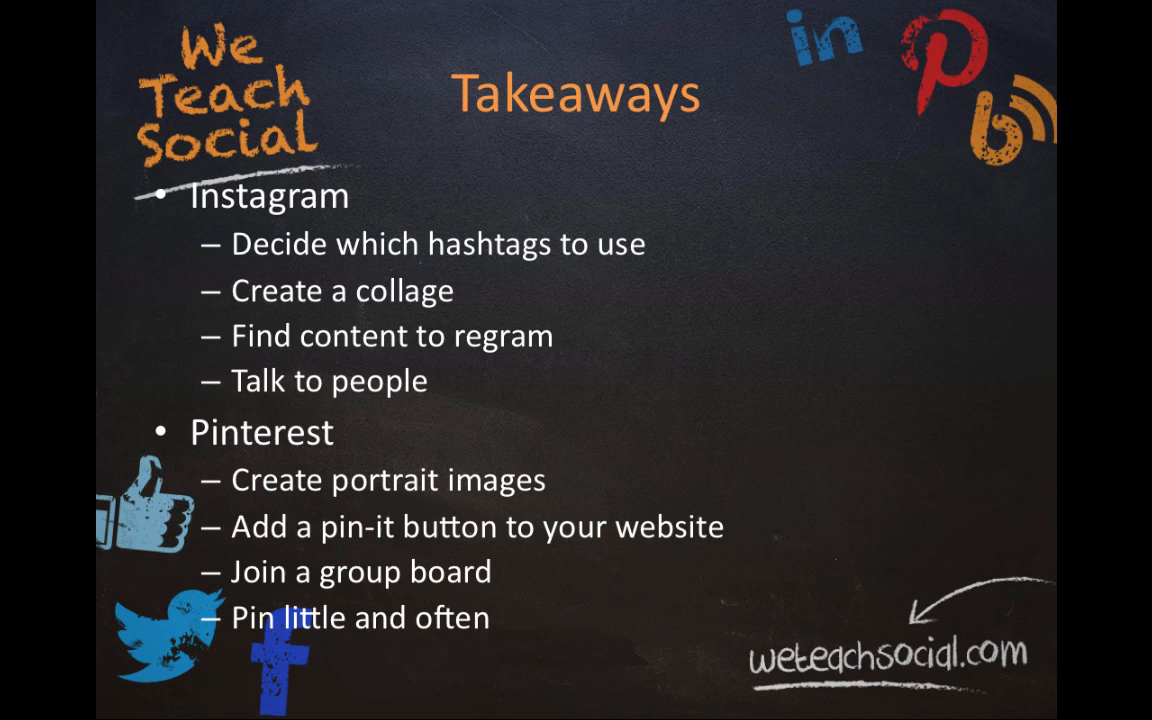 We
Teach
Social
Takeaways
in
• Instagram
– Decide which hashtags to use
– Create a collage
– Find content to regram
– Talk to people
• Pinterest
– Create portrait images
– Add a pin-it button to your website
– Join a group board
– Pin little and often
weteachsocial.com